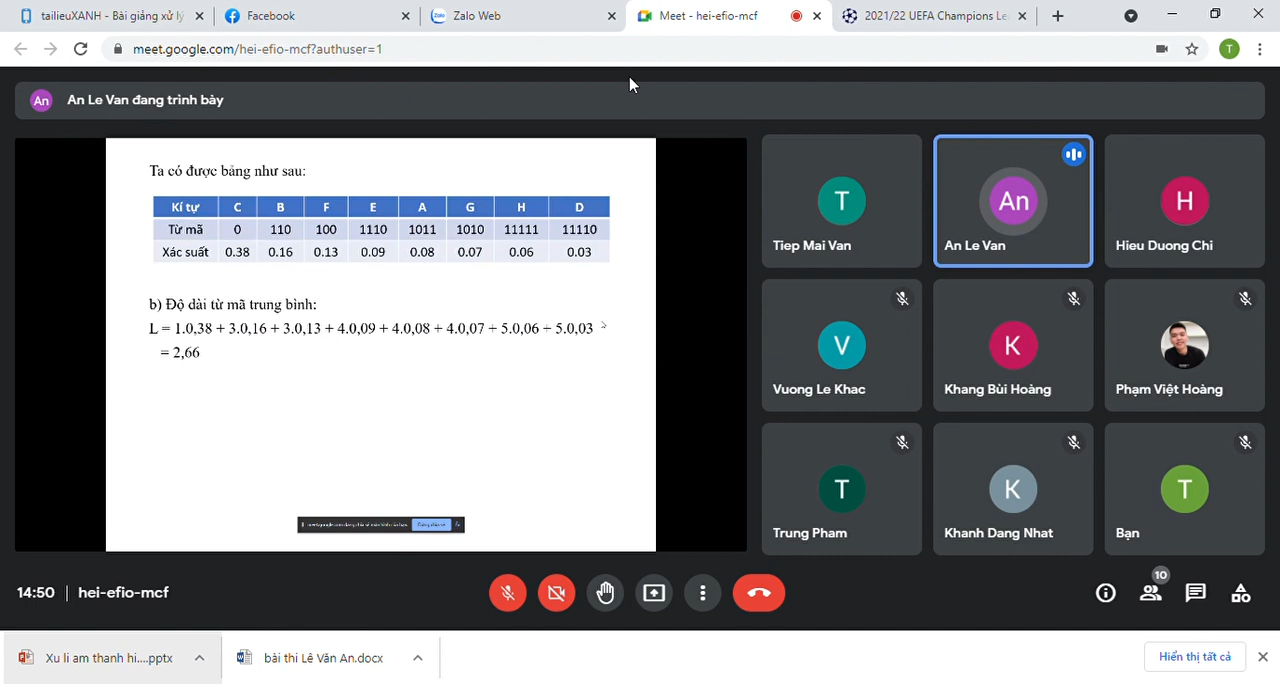 tailieuXANH - Bài giảng xử lý
Facebook
Zalo Web
Meet - hei-efio-mcf
2021/22 UEFA Champions Le
meet.google.com/hei-efio-mcf?authuser=1
T
An
An Le Van đang trình bày
Ta có được bảng như sau:
Kí tự C B F E A G H D
Từ mã 0 110 100 1110 1011 1010 11111 11110
Xác suất 0.38 0.16 0.13 0.09 0.08 0.07 0.06 0.03
b) Độ dài từ mã trung bình:
L = 1.0,38 + 3.0,16 + 3.0,13 + 4.0,09 + 4.0,08 + 4.0,07 + 5.0,06 + 5.0,03
= 2,66
T
Tiep Mai Van
An
An Le Van
H
Hieu Duong Chi
V
Vuong Le Khac
K
Khang Bùi Hoàng
Phạm Việt Hoàng
T
Trung Pham
K
Khanh Dang Nhat
T
Bạn
14:50 | hei-efio-mcf
10
Xu li am thanh hi....pptx
bài thi Lê Văn An.docx
Hiển thị tất cả